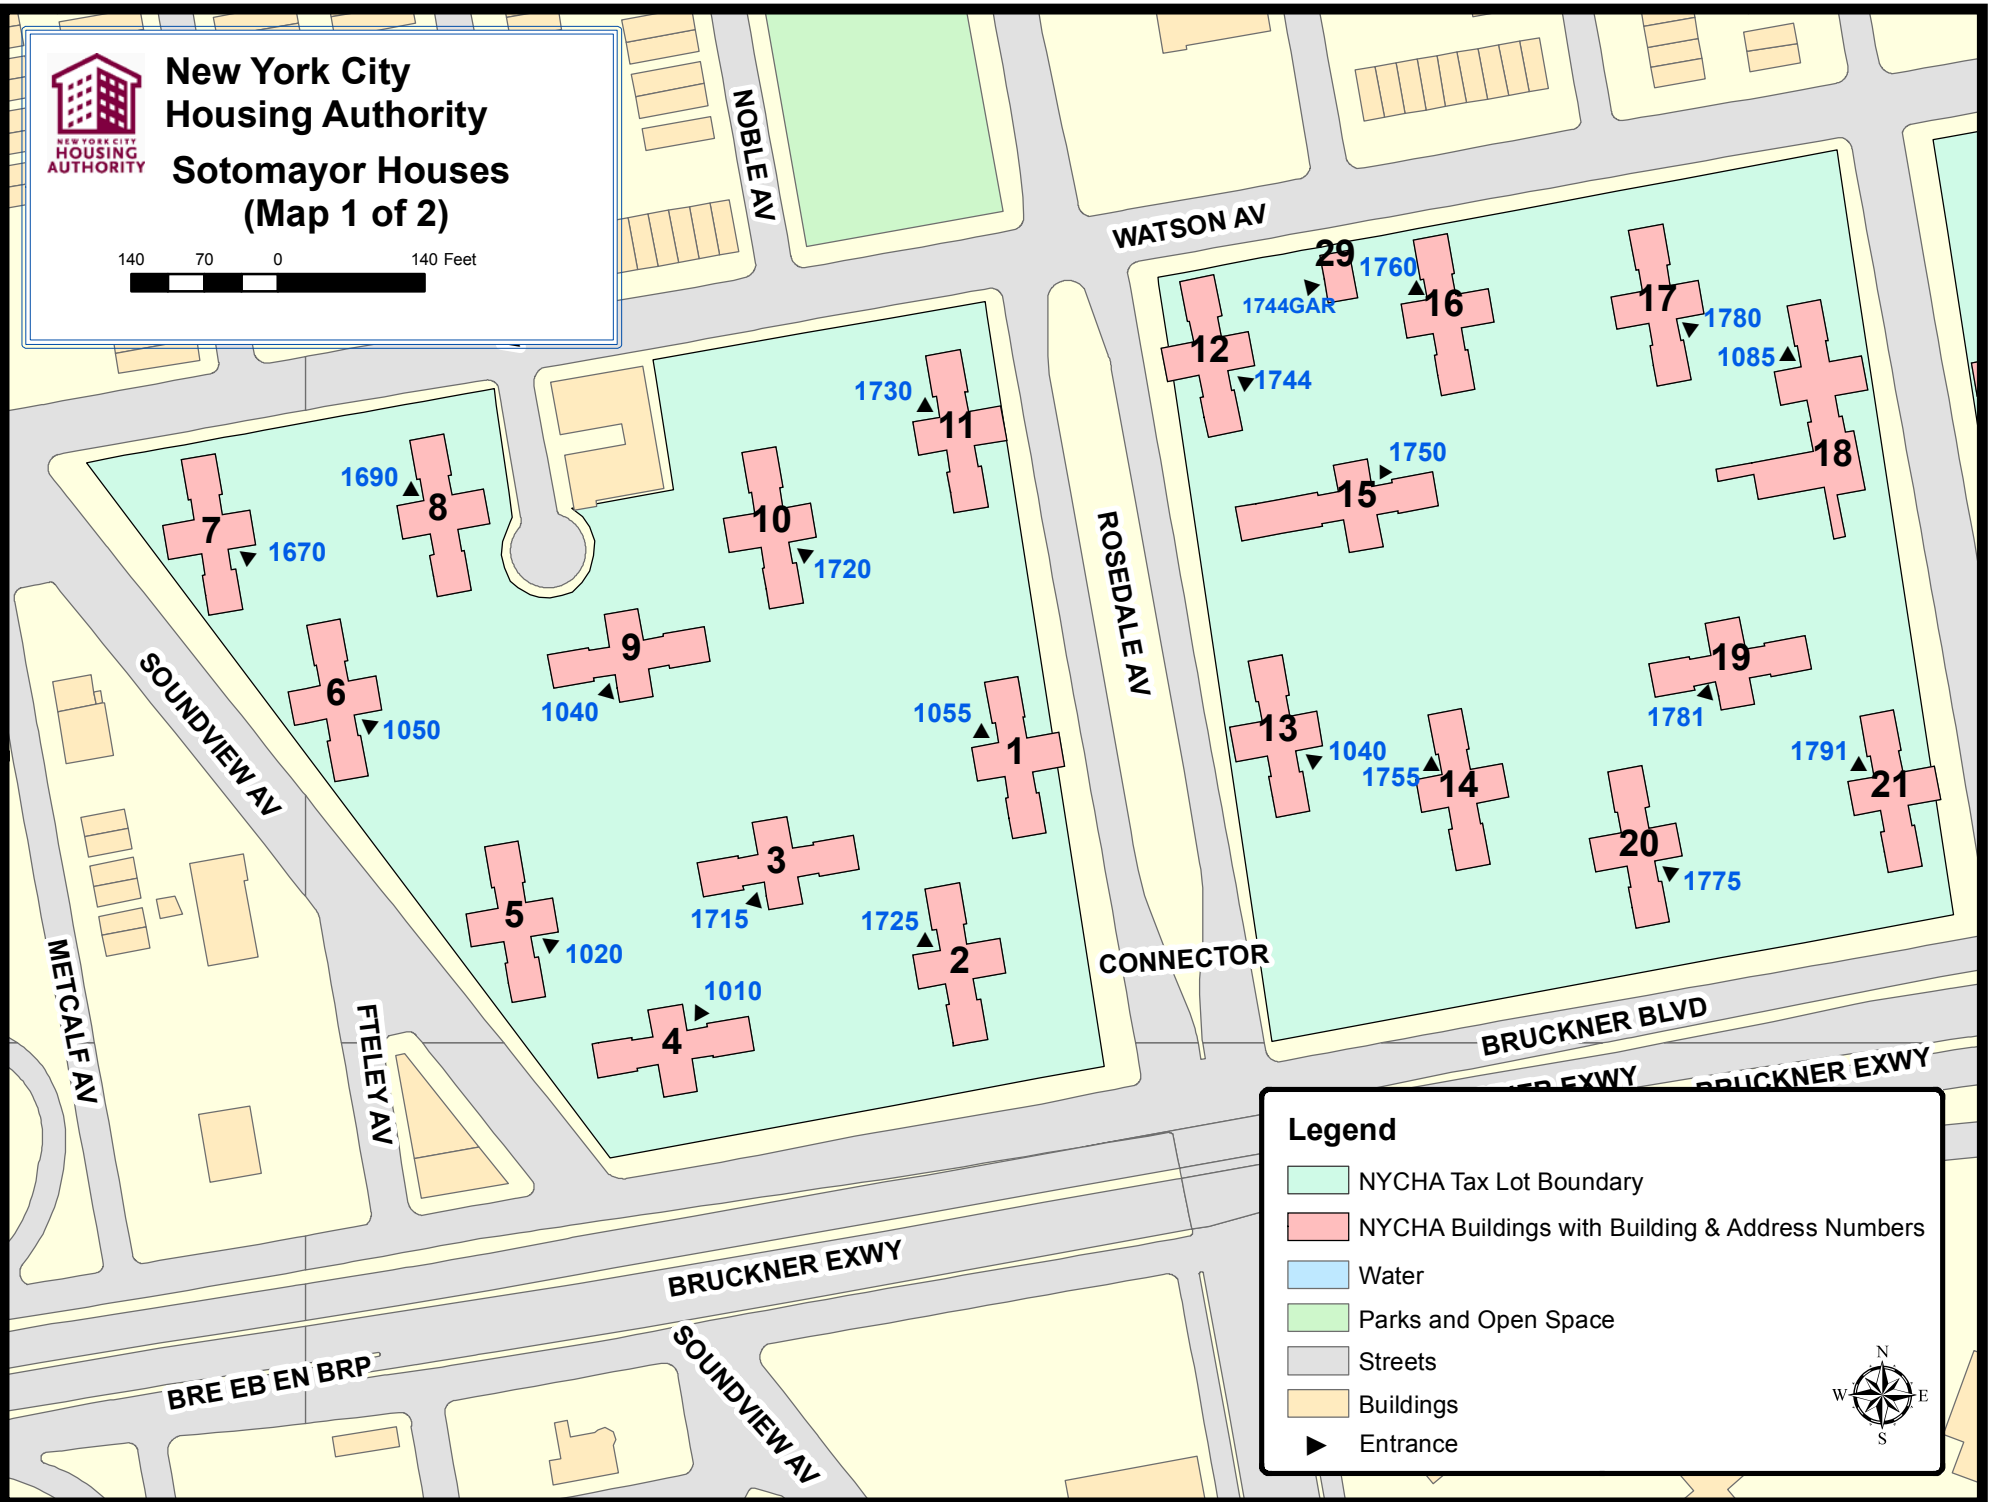 New York City
Housing Authority
NEW YORK CITY
HOUSING
AUTHORITY
Sotomayor Houses
(Map 1 of 2)
140 70 0 140 Feet
NOBLE AV
WATSON AV
29
1760
1744GAR
16
17
1780
12
1744
1085
1730
11
1750
18
15
1690
8
7
1670
10
1720
ROSEDALE AV
SOUNDVIEW AV
9
1040
6
1050
1055
1
13
1040
1755
14
19
1781
1791
21
20
1775
3
1715
5
1020
1725
2
CONNECTOR
1010
4
METCALF AV
FTELEY AV
BRUCKNER BLVD
EXWY
BRUCKNER EXWY
BRUCKNER EXWY
BRE EB EN BRP
SOUNDVIEW AV
Legend
NYCHA Tax Lot Boundary
NYCHA Buildings with Building & Address Numbers
Water
Parks and Open Space
Streets
Buildings
Entrance
N
W E
S